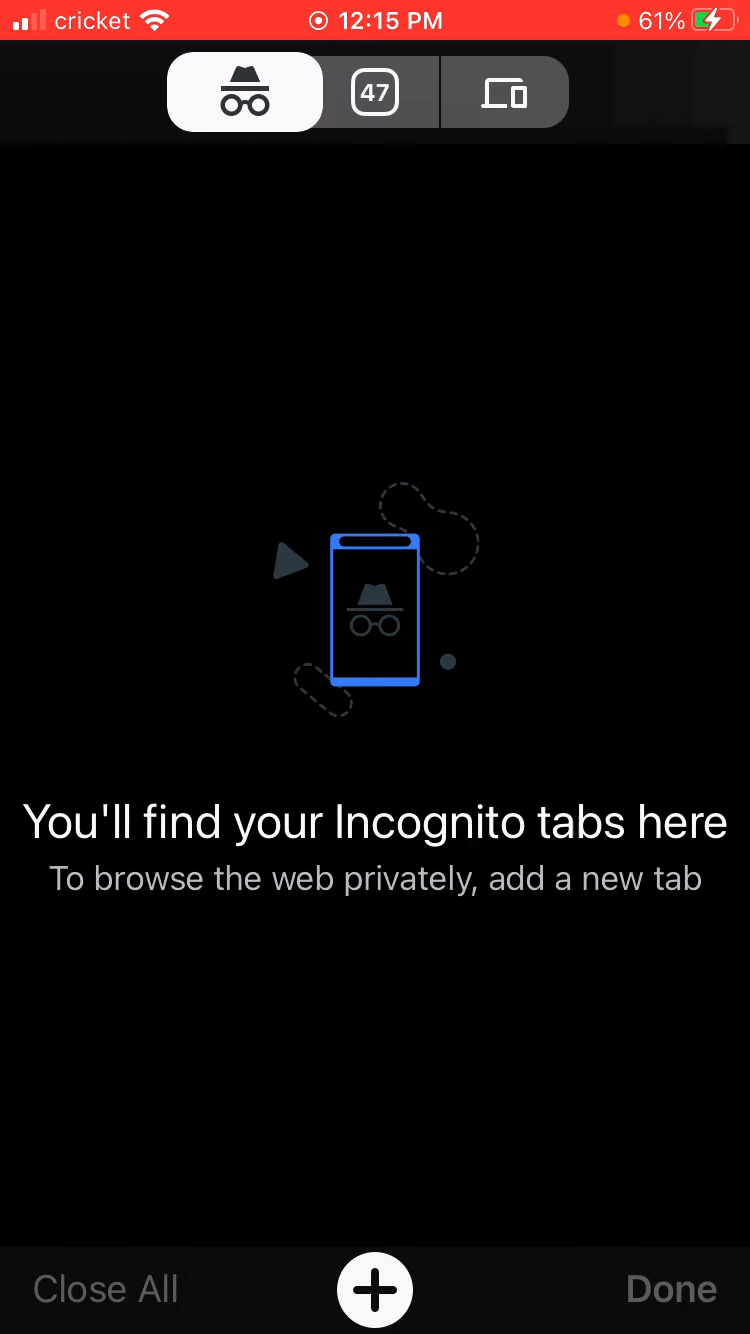 cricket 12:15 PM 61%
47
You'll find your Incognito tabs here
To browse the web privately, add a new tab
Close All Done